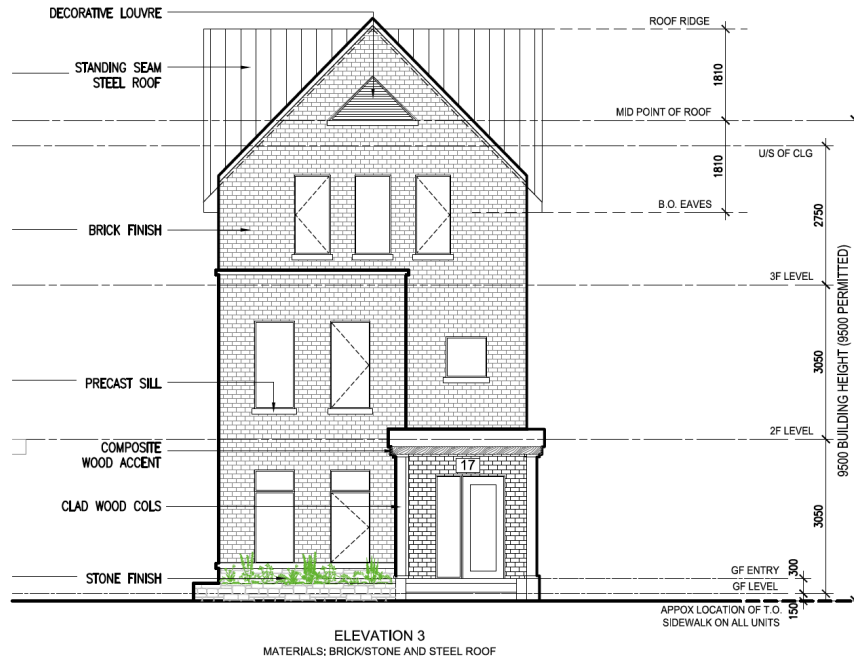 DECORATIVE LOUVRE
ROOF RIDGE
STANDING SEAM
STEEL ROOF
1810
MID POINT OF ROOF
U/S OF CLG
1810
B.O. EAVES
BRICK FINISH
2750
3F LEVEL
9500 BUILDING HEIGHT (9500 PERMITTED)
3050
PRECAST SILL
2F LEVEL
COMPOSITE
WOOD ACCENT
17
CLAD WOOD COLS
3050
STONE FINISH
GF ENTRY
300
GF LEVEL
150
APPOX LOCATION OF T.O.
SIDEWALK ON ALL UNITS
ELEVATION 3
MATERIALS; BRICK/STONE AND STEEL ROOF